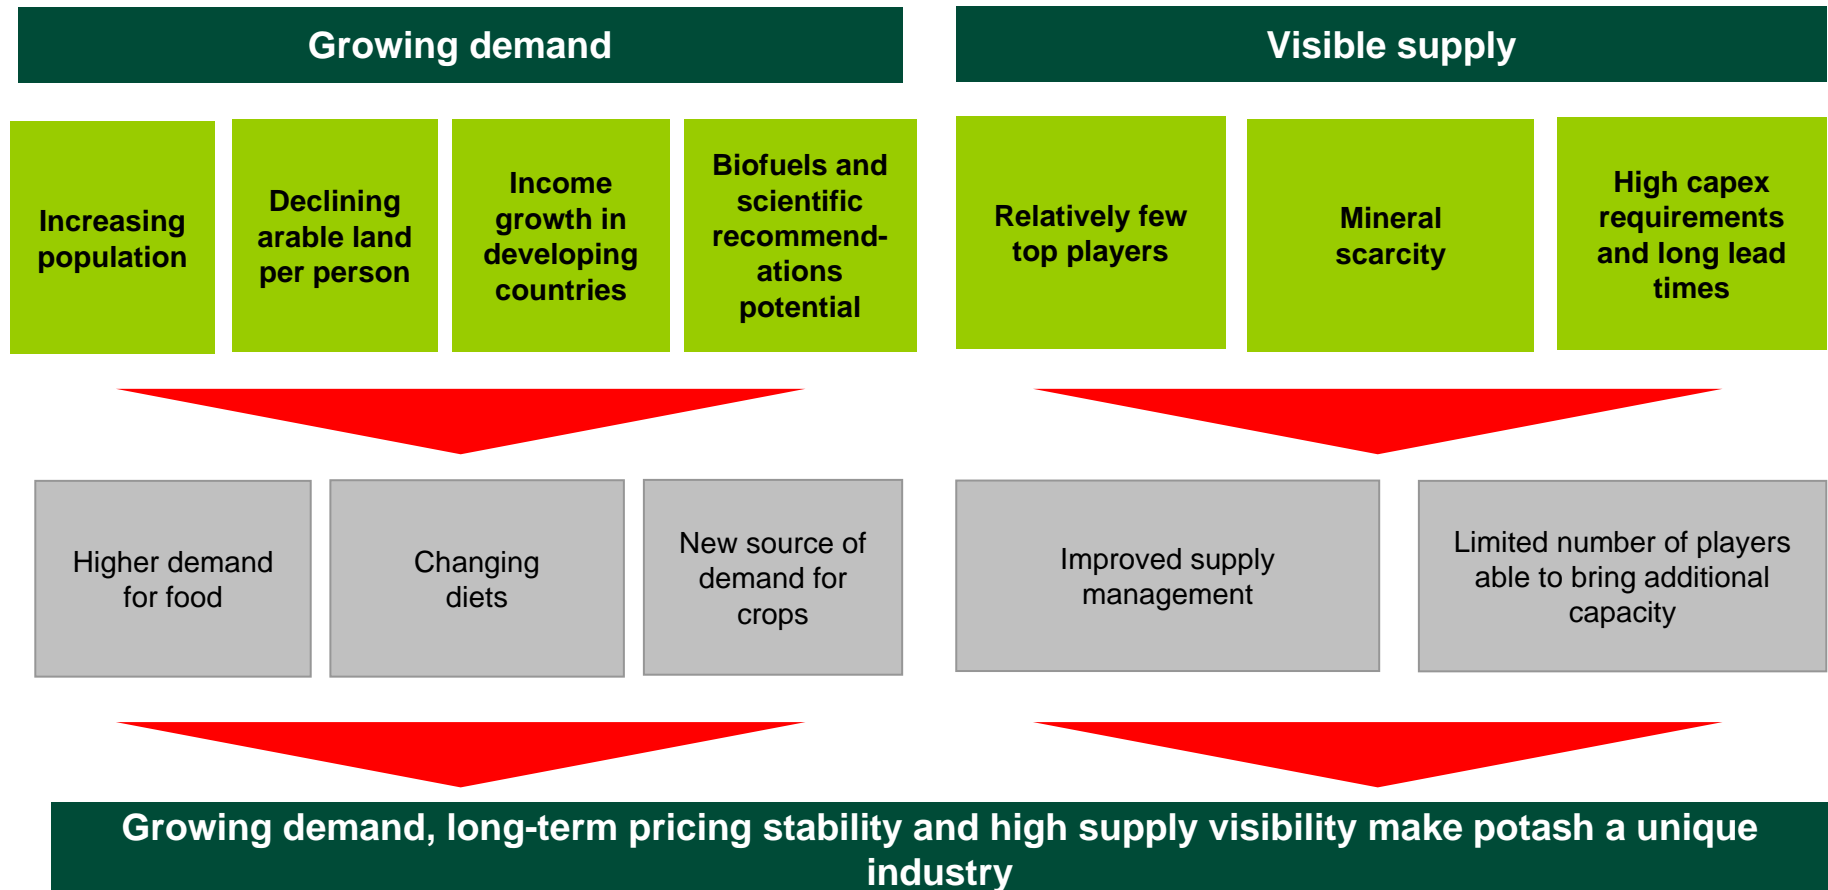 Growing demand
Visible supply
Increasing
population
Declining
arable land
per person
Income
growth in
developing
countries
Biofuels and
scientific
recommend-
ations
potential
Relatively few
top players
Mineral
scarcity
High capex
requirements
and long lead
times
Higher demand
for food
Changing
diets
New source of
demand for
crops
Improved supply
management
Limited number of players
able to bring additional
capacity
Growing demand, long-term pricing stability and high supply visibility make potash a unique
industry